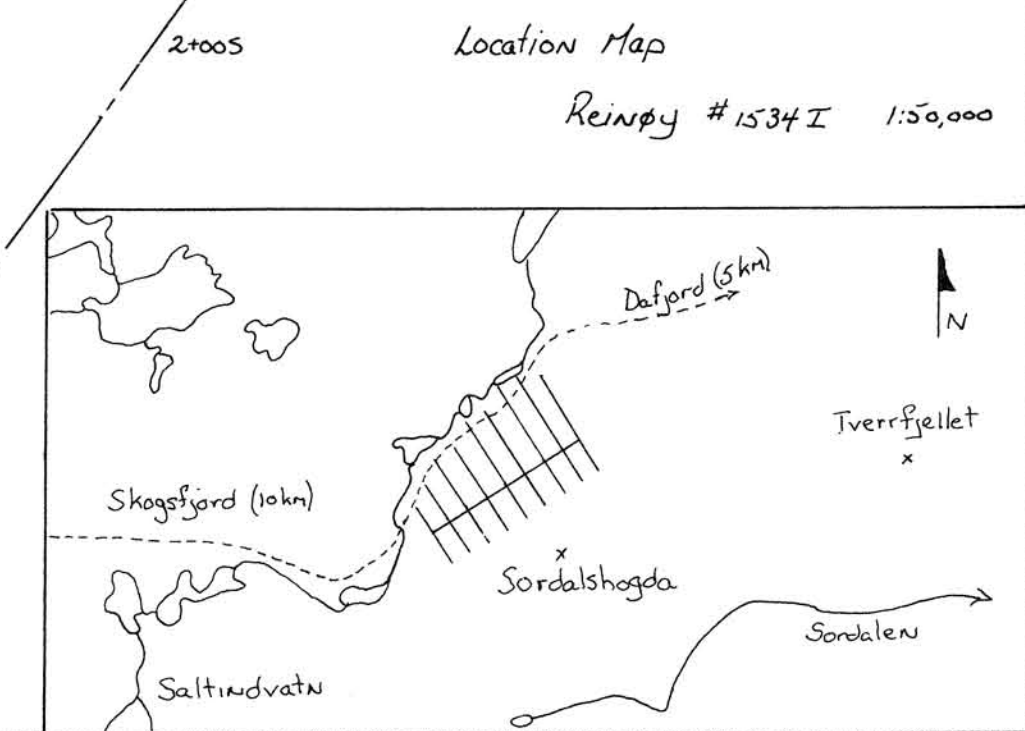 2+00S
Location Map
Reinøy #1534 I 1:50,000
Dafjord (5km)
N
Tverrfjellet
x
Skogsfjord (10km)
x
Sordalshogda
Sordalen
Saltindvatn